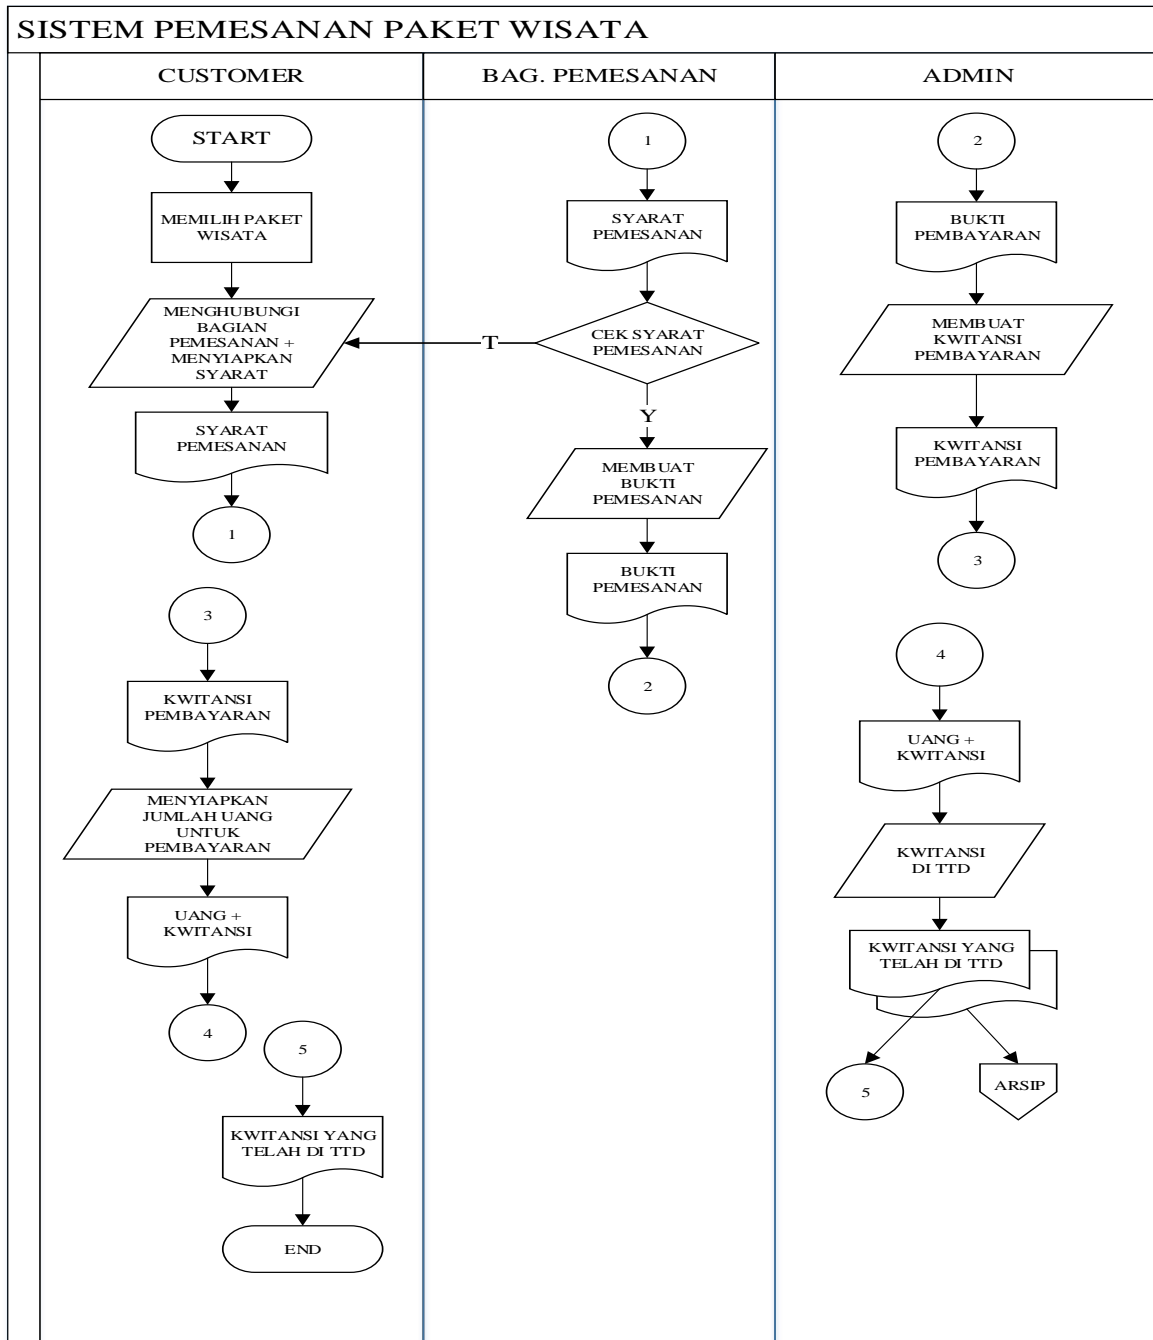 SISTEM PEMESANAN PAKET WISATA
CUSTOMER
BAG. PEMESANAN
ADMIN
START
MEMILIH PAKET
WISATA
MENGHUBUNGI
BAGIAN
PEMESANAN +
MENYIAPKAN
SYARAT
SYARAT
PEMESANAN
1
3
KWITANSI
PEMBAYARAN
MENYIAPKAN
JUMLAH UANG
UNTUK
PEMBAYARAN
UANG +
KWITANSI
4
5
KWITANSI YANG
TELAH DI TTD
END
1
SYARAT
PEMESANAN
CEK SYARAT
PEMESANAN
T
Y
MEMBUAT
BUKTI
PEMESANAN
BUKTI
PEMESANAN
2
2
BUKTI
PEMBAYARAN
MEMBUAT
KWITANSI
PEMBAYARAN
KWITANSI
PEMBAYARAN
3
4
UANG +
KWITANSI
KWITANSI
DI TTD
KWITANSI YANG
TELAH DI TTD
5
ARSIP